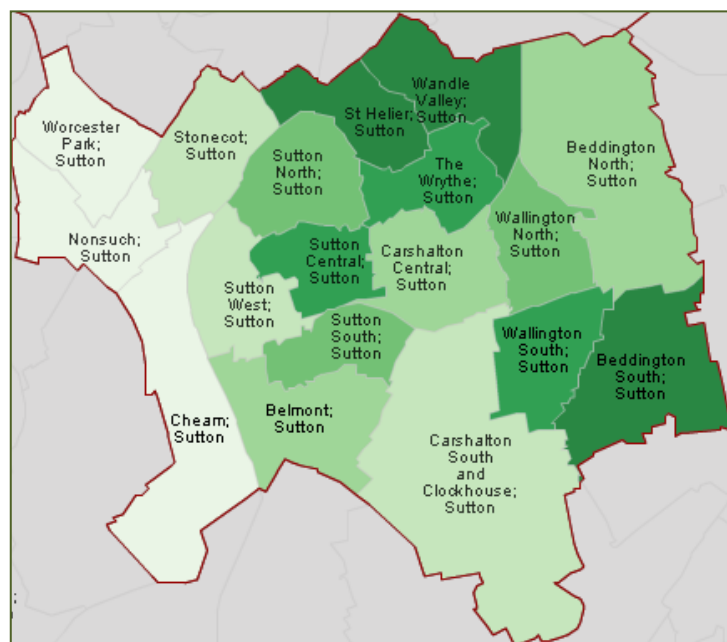 Worcester
Park;
Sutton
Stonecot;
Sutton
St Helier;
Sutton
Wandle
Valley;
Sutton
Sutton
North;
Sutton
The
Wrythe;
Sutton
Beddington
North;
Sutton
Nonsuch;
Sutton
Wallington
North;
Sutton
Sutton
Central;
Sutton
Carshalton
Central;
Sutton
Sutton
West;
Sutton
Sutton
South;
Sutton
Wallington
South;
Sutton
Beddington
South;
Sutton
Cheam;
Sutton
Belmont;
Sutton
Carshalton
South
and
Clockhouse;
Sutton